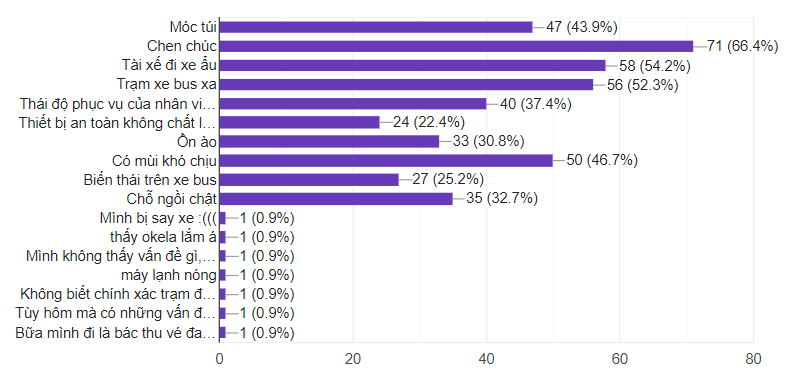 Móc túi 47 (43.9%)
Chen chúc 71 (66.4%)
Tài xế đi xe ẩu 58 (54.2%)
Trạm xe bus xa 56 (52.3%)
Thái độ phục vụ của nhân vi… 40 (37.4%)
Thiết bị an toàn không chất l… 24 (22.4%)
Ồn ào 33 (30.8%)
Có mùi khó chịu 50 (46.7%)
Biến thái trên xe bus 27 (25.2%)
Chỗ ngồi chật 35 (32.7%)
Mình bị say xe :((( 1 (0.9%)
thấy okela lắm á 1 (0.9%)
Mình không thấy vấn đề gì,… 1 (0.9%)
máy lạnh nóng 1 (0.9%)
Không biết chính xác trạm đ… 1 (0.9%)
Tùy hôm mà có những vấn đ… 1 (0.9%)
Bữa mình đi là bác thu vé đa… 1 (0.9%)
0 20 40 60 80